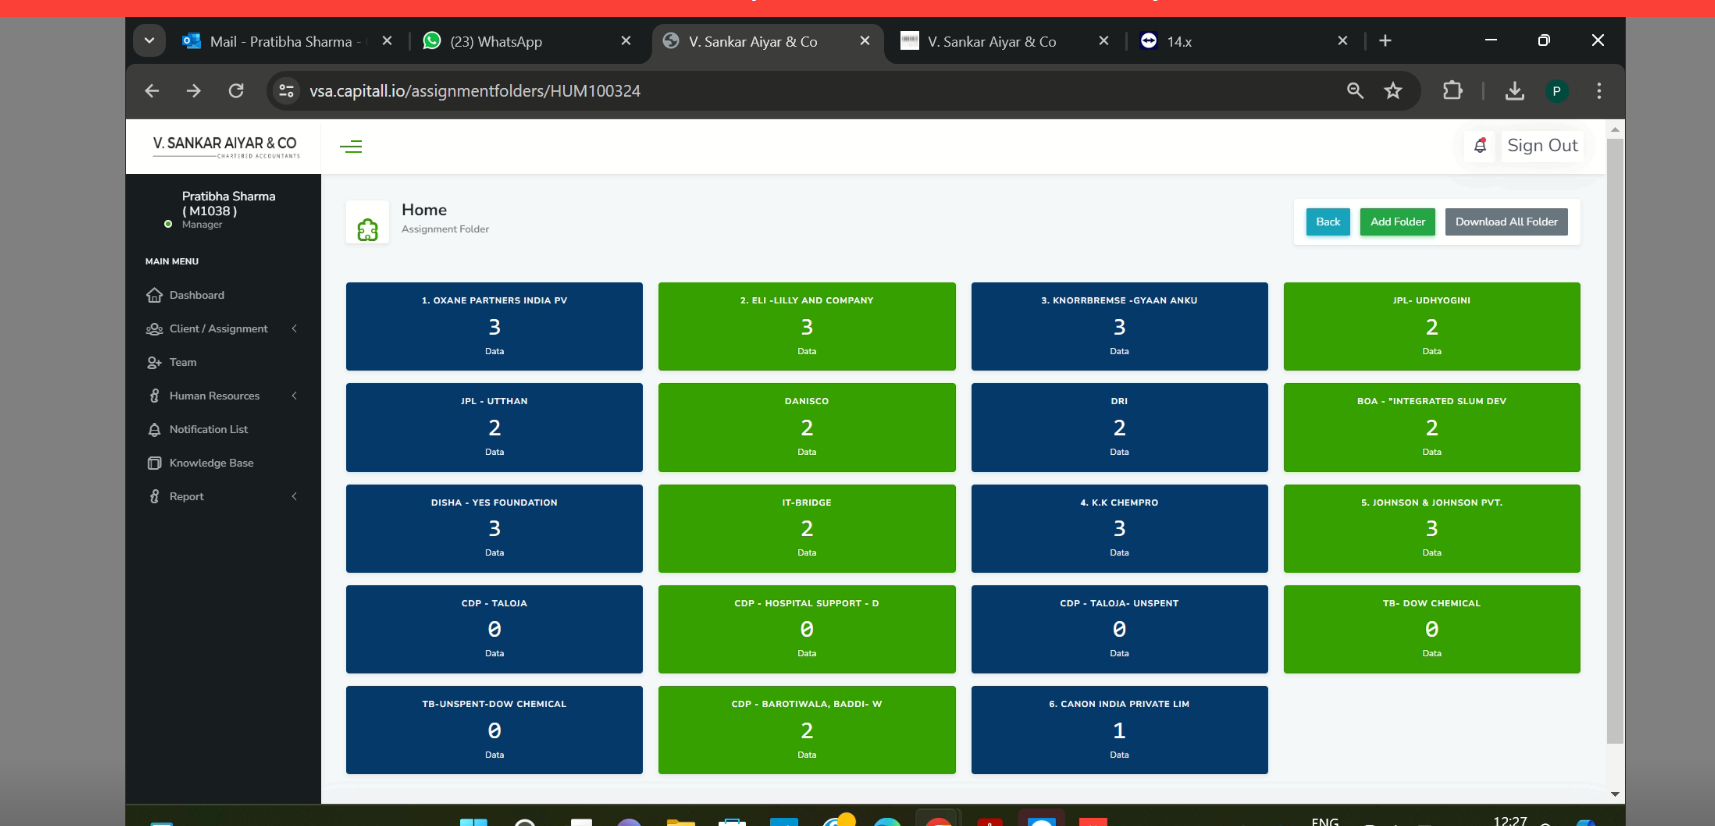 Mail - Pratibha Sharma -
(23) WhatsApp
V. Sankar Aiyar & Co
V. Sankar Aiyar & Co
14.x
vsa.capitall.io/assignmentfolders/HUM100324
P
V. SANKAR AIYAR & CO
CHARTERED ACCOUNTANTS
Sign Out
Pratibha Sharma
( M1038 )
Manager
MAIN MENU
Dashboard
Client / Assignment
Team
Human Resources
Notification List
Knowledge Base
Report
Home
Assignment Folder
Back
Add Folder
Download All Folder
1. OXANE PARTNERS INDIA PV
3
Data
2. ELI -LILLY AND COMPANY
3
Data
3. KNORRBREMSE -GYAAN ANKU
3
Data
JPL- UDHYOGINI
2
Data
JPL - UTTHAN
2
Data
DANISCO
2
Data
DRI
2
Data
BOA - "INTEGRATED SLUM DEV
2
Data
DISHA - YES FOUNDATION
3
Data
IT-BRIDGE
2
Data
4. K.K CHEMPRO
3
Data
5. JOHNSON & JOHNSON PVT.
3
Data
CDP - TALOJA
0
Data
CDP - HOSPITAL SUPPORT - D
0
Data
CDP - TALOJA- UNSPENT
0
Data
TB- DOW CHEMICAL
0
Data
TB-UNSPENT-DOW CHEMICAL
0
Data
CDP - BAROTIWALA, BADDI- W
2
Data
6. CANON INDIA PRIVATE LIM
1
Data
ENG
12:27